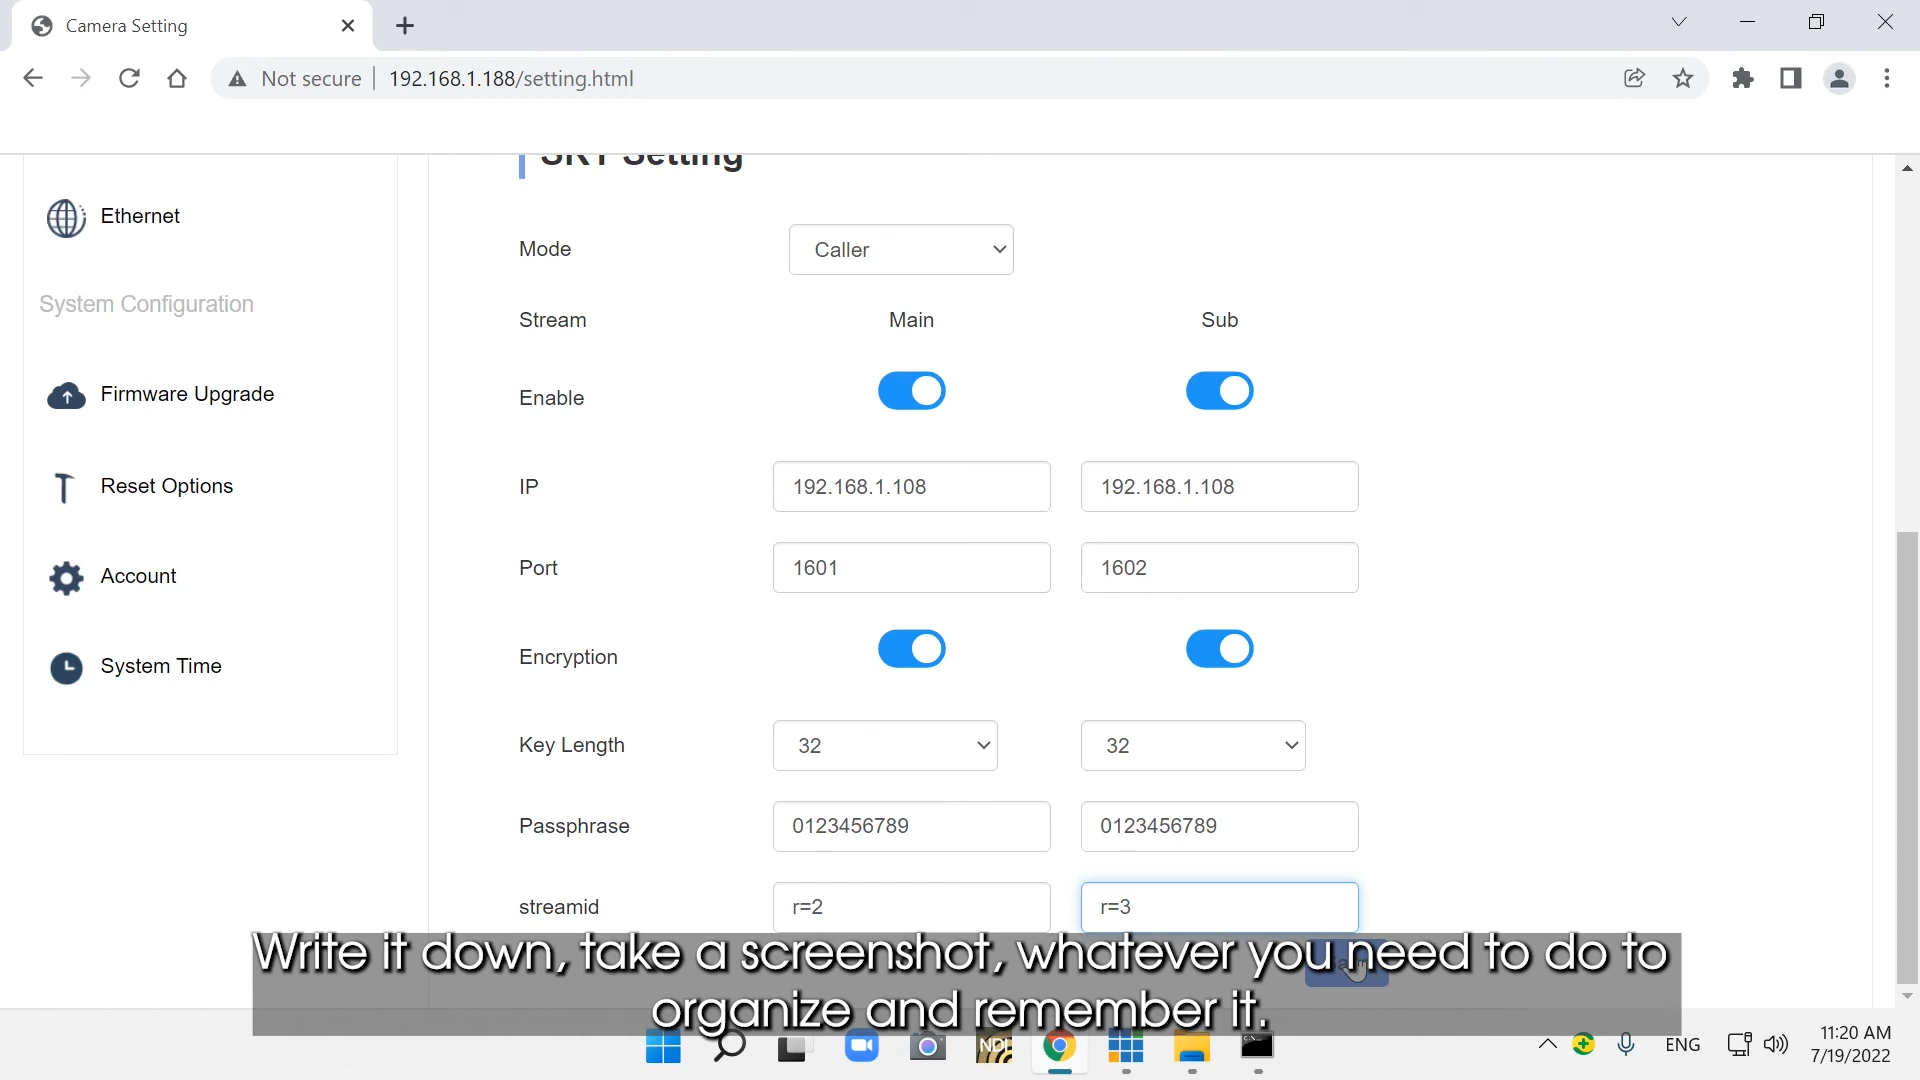 Camera Setting
Not secure
192.168.1.188/setting.html
SRT Setting
Ethernet
Mode
Caller
System Configuration
Stream
Main
Sub
Firmware Upgrade
Enable
Reset Options
IP
192.168.1.108
192.168.1.108
Port
1601
1602
Account
Encryption
System Time
Key Length
32
32
Passphrase
0123456789
0123456789
streamid
r=2
r=3
Write it down, take a screenshot, whatever you need to do to
organize and remember it.
NDI
ENG
11:20 AM
7/19/2022